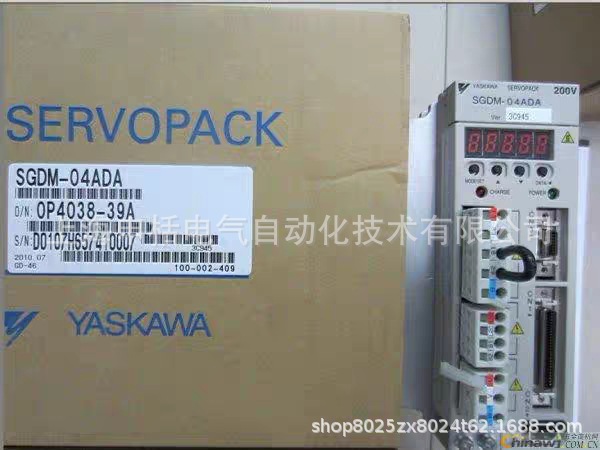 SERVOPACK
SGDM-04ADA
O/N: OP4038-39A
3C945
2010.07
GD-46
100-002-409
YASKAWA
YASKAWA SERVOPACK 200V
SGDM-04ADA
Ver. 3C945
MODE/SET
DATA/◀
CHARGE
POWER
电气自动化技术有限公司
shop8025zx8024t62.1688.com